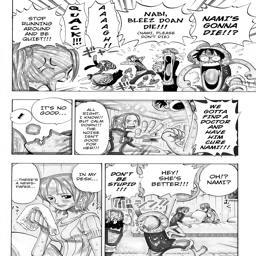 NAMI'S
GONNA
DIE!!?
NABI,
BLEEZ DOAN
DIE!!!
(NAMI, PLEASE
DON'T DIE)
AAAA
GH!!
QUACK!!!
STOP
RUNNING
AROUND
AND BE
QUIET!!!
WE
GOTTA
FIND A
DOCTOR
AND HAVE
HIM
CURE
NAMI!!!
ALL
RIGHT,
I KNOW!!
BUT CALM
DOWN!!
THE
NOISE
ISN'T
GOOD
FOR
HER!!!
IT'S NO
GOOD...
OH!?
NAMI?
HEY!
SHE'S
BETTER!!!
DON'T
BE
STUPID
!!!
IN MY
DESK...
...THERE'S
A NEWS-
PAPER...